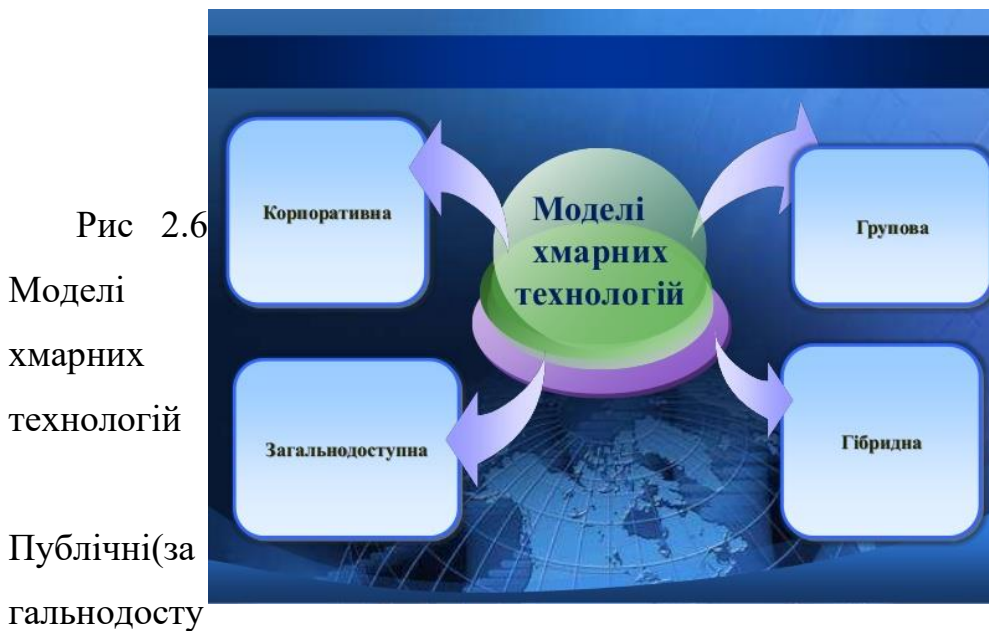 Моделі
хмарних
технологій
Корпоративна
Групова
Загальнодоступна
Гібридна
Рис 2.6
Моделі
хмарних
технологій
Публічні(за
гальнодосту